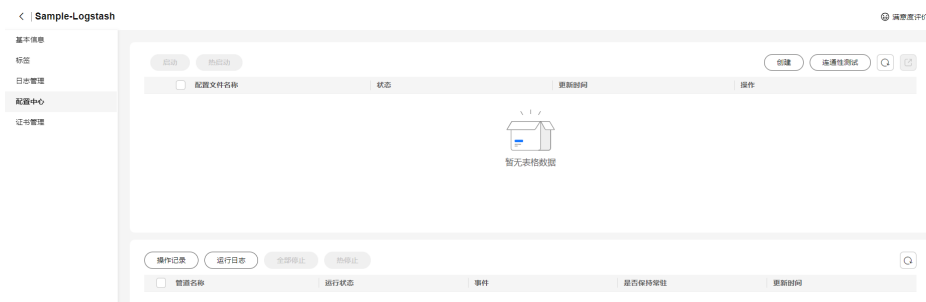 Sample-Logstash
满意度评价
基本信息
标签
日志管理
配置中心
证书管理
启动 热启动 创建 连通性测试
配置文件名称 状态 更新时间 操作
暂无表格数据
操作记录 运行日志 全部停止 热停止
管道名称 运行状态 事件 是否保持常驻 更新时间